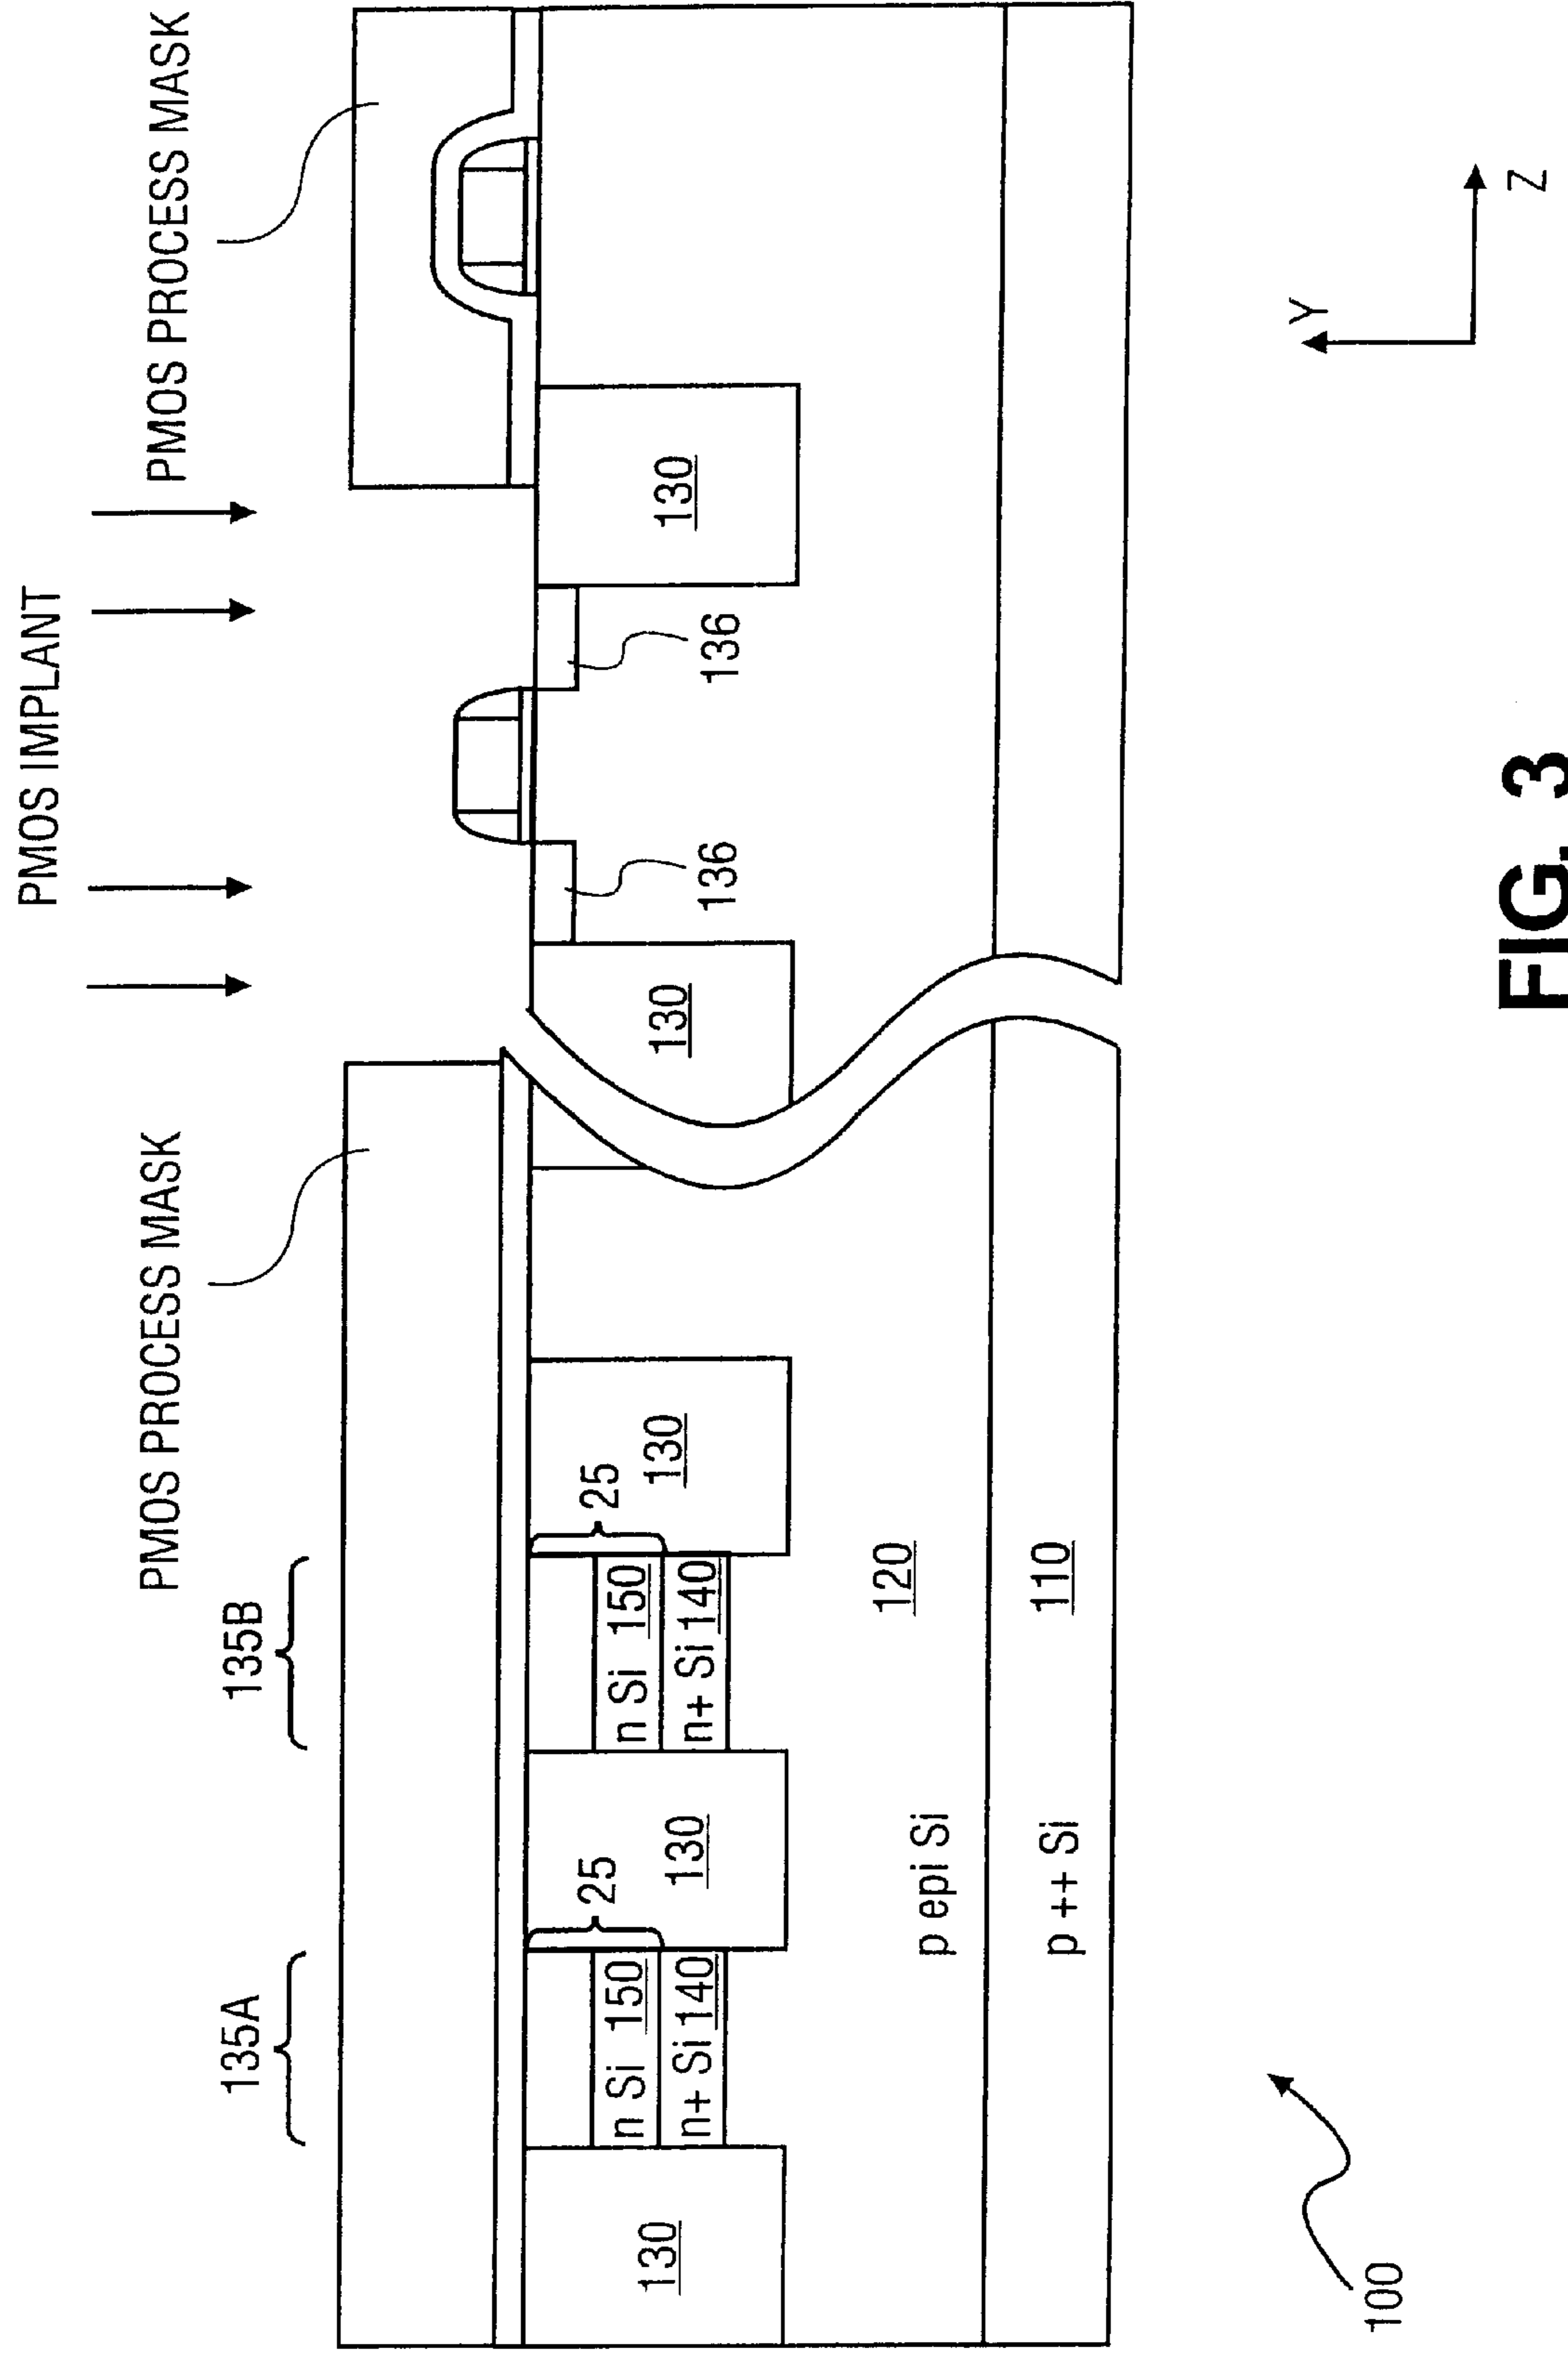 PMOS IMPLANT
PMOS PROCESS MASK
PMOS PROCESS MASK
135A
135B
25
25
130
130
130
130
130
136
136
n Si 150
n Si 150
n+ Si 140
n+ Si 140
120
p epi Si
110
p ++ Si
100
Y
Z
FIG. 3